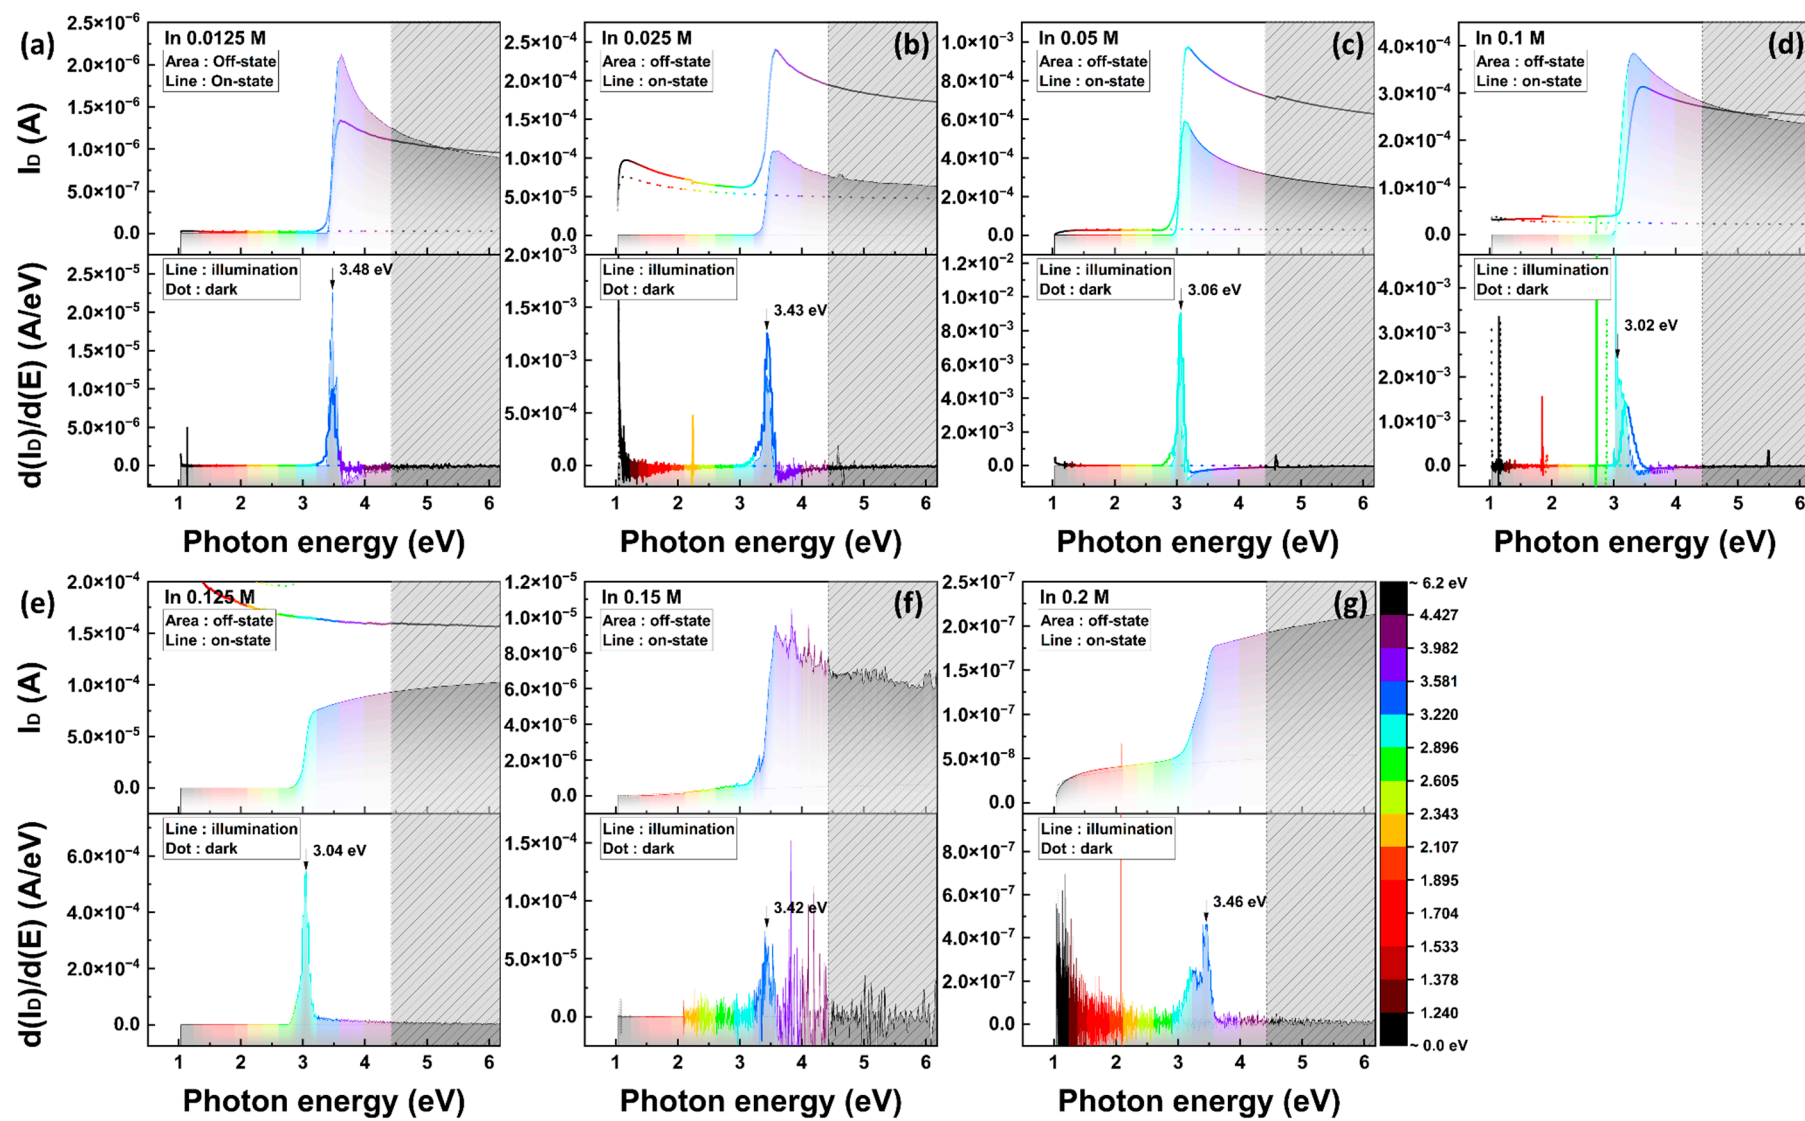 (a)
In 0.0125 M
Area : Off-state
Line : On-state
I_D (A)
2.5×10⁻⁶
2.0×10⁻⁶
1.5×10⁻⁶
1.0×10⁻⁶
5.0×10⁻⁷
0.0
Line : illumination
Dot : dark
3.48 eV
d(I_D)/d(E) (A/eV)
2.5×10⁻⁵
2.0×10⁻⁵
1.5×10⁻⁵
1.0×10⁻⁵
5.0×10⁻⁶
0.0
1 2 3 4 5 6
Photon energy (eV)
(b)
In 0.025 M
Area : off-state
Line : on-state
2.5×10⁻⁴
2.0×10⁻⁴
1.5×10⁻⁴
1.0×10⁻⁴
5.0×10⁻⁵
0.0
Line : illumination
Dot : dark
3.43 eV
2.0×10⁻³
1.5×10⁻³
1.0×10⁻³
5.0×10⁻⁴
0.0
1 2 3 4 5 6
Photon energy (eV)
(c)
In 0.05 M
Area : off-state
Line : on-state
1.0×10⁻³
8.0×10⁻⁴
6.0×10⁻⁴
4.0×10⁻⁴
2.0×10⁻⁴
0.0
Line : illumination
Dot : dark
3.06 eV
1.2×10⁻²
1.0×10⁻²
8.0×10⁻³
6.0×10⁻³
4.0×10⁻³
2.0×10⁻³
0.0
1 2 3 4 5 6
Photon energy (eV)
(d)
In 0.1 M
Area : off-state
Line : on-state
4.0×10⁻⁴
3.0×10⁻⁴
2.0×10⁻⁴
1.0×10⁻⁴
0.0
Line : illumination
Dot : dark
3.02 eV
4.0×10⁻³
3.0×10⁻³
2.0×10⁻³
1.0×10⁻³
0.0
1 2 3 4 5 6
Photon energy (eV)
(e)
In 0.125 M
Area : off-state
Line : on-state
I_D (A)
2.0×10⁻⁴
1.5×10⁻⁴
1.0×10⁻⁴
5.0×10⁻⁵
0.0
Line : illumination
Dot : dark
3.04 eV
d(I_D)/d(E) (A/eV)
6.0×10⁻⁴
4.0×10⁻⁴
2.0×10⁻⁴
0.0
1 2 3 4 5 6
Photon energy (eV)
(f)
In 0.15 M
Area : off-state
Line : on-state
1.2×10⁻⁵
1.0×10⁻⁵
8.0×10⁻⁶
6.0×10⁻⁶
4.0×10⁻⁶
2.0×10⁻⁶
0.0
Line : illumination
Dot : dark
3.42 eV
1.5×10⁻⁴
1.0×10⁻⁴
5.0×10⁻⁵
0.0
1 2 3 4 5 6
Photon energy (eV)
(g)
In 0.2 M
Area : off-state
Line : on-state
2.5×10⁻⁷
2.0×10⁻⁷
1.5×10⁻⁷
1.0×10⁻⁷
5.0×10⁻⁸
0.0
Line : illumination
Dot : dark
3.46 eV
8.0×10⁻⁷
6.0×10⁻⁷
4.0×10⁻⁷
2.0×10⁻⁷
0.0
1 2 3 4 5 6
Photon energy (eV)
~ 6.2 eV
~ 4.427
~ 3.982
~ 3.581
~ 3.220
~ 2.896
~ 2.605
~ 2.343
~ 2.107
~ 1.895
~ 1.704
~ 1.533
~ 1.378
~ 1.240
~ 0.0 eV